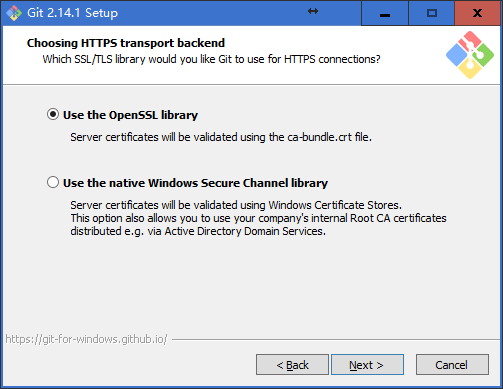 Git 2.14.1 Setup
Choosing HTTPS transport backend
Which SSL/TLS library would you like Git to use for HTTPS connections?
Use the OpenSSL library
Server certificates will be validated using the ca-bundle.crt file.
Use the native Windows Secure Channel library
Server certificates will be validated using Windows Certificate Stores.
This option also allows you to use your company's internal Root CA certificates
distributed e.g. via Active Directory Domain Services.
https://git-for-windows.github.io/
< Back
Next >
Cancel